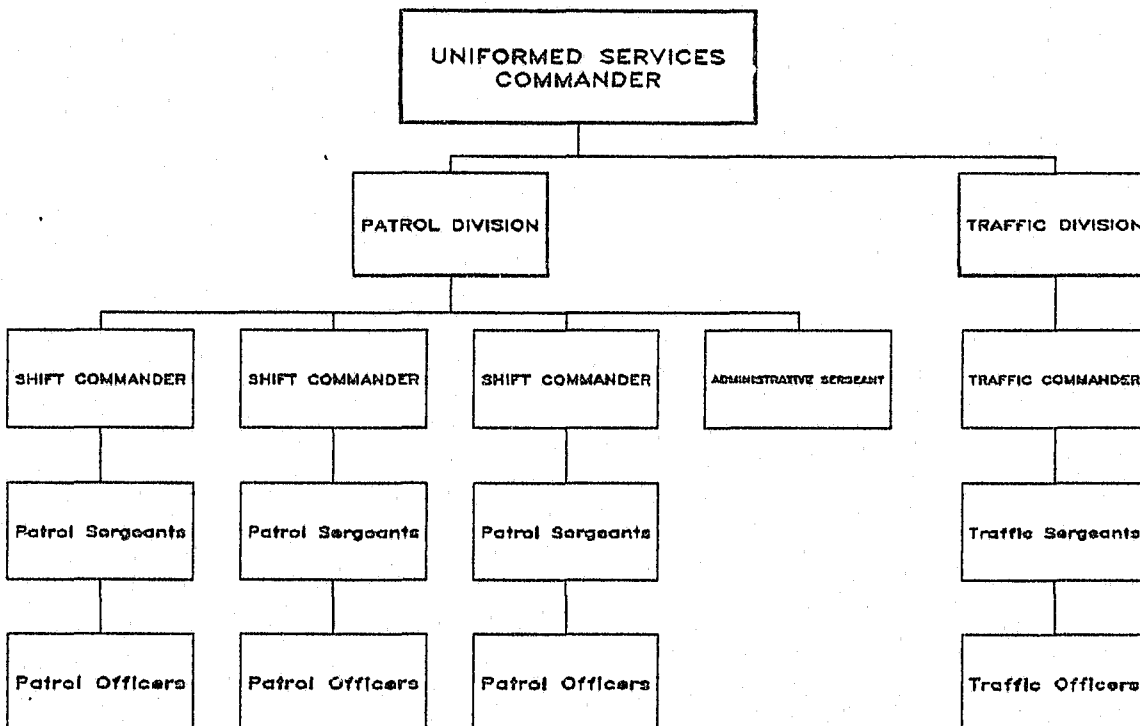 UNIFORMED SERVICES
COMMANDER
PATROL DIVISION
TRAFFIC DIVISION
SHIFT COMMANDER
SHIFT COMMANDER
SHIFT COMMANDER
ADMINISTRATIVE SERGEANT
TRAFFIC COMMANDER
Patrol Sergeants
Patrol Sergeants
Patrol Sergeants
Traffic Sergeants
Patrol Officers
Patrol Officers
Patrol Officers
Traffic Officers